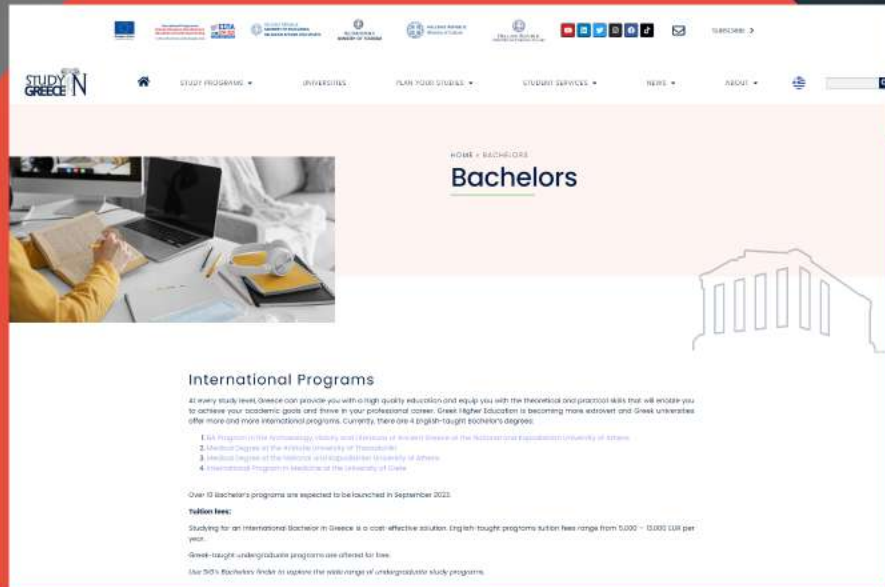 SUBSCRIBE
STUDY IN GREECE
STUDY PROGRAMS
UNIVERSITIES
PLAN YOUR STUDIES
STUDENT SERVICES
NEWS
ABOUT
HOME » BACHELORS
Bachelors
International Programs
At every study level, Greece can provide you with a high quality education and equip you with the theoretical and practical skills that will enable you
to achieve your academic goals and thrive in your professional career. Greek Higher Education is becoming more extrovert and Greek universities
offer more and more international programs. Currently, there are 4 English-taught Bachelor's degrees:
1. BA Program in the Archaeology, History and Literature of Ancient Greece at the National and Kapodistrian University of Athens
2. Medical Degree at the Aristotle University of Thessaloniki
3. Medical Degree at the National and Kapodistrian University of Athens
4. International Program in Medicine at the University of Crete
Over 10 Bachelor's programs are expected to be launched in September 2023.
Tuition fees:
Studying for an International Bachelor in Greece is a cost-effective solution. English-taught programs tuition fees range from 5,000 – 13,000 EUR per
year.
Greek-taught undergraduate programs are offered for free.
Use SIG's Bachelors finder to explore the wide range of undergraduate study programs.